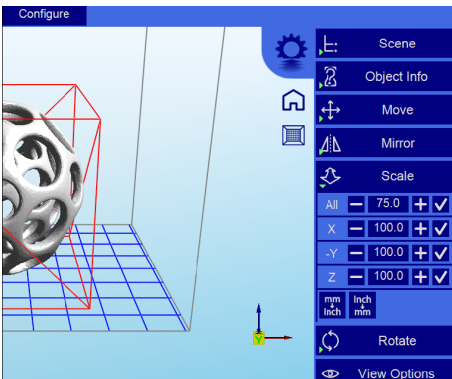 Configure
Scene
Object Info
Move
Mirror
Scale
All 75.0
X 100.0
-Y 100.0
Z 100.0
mm Inch
Inch mm
Rotate
View Options
Y